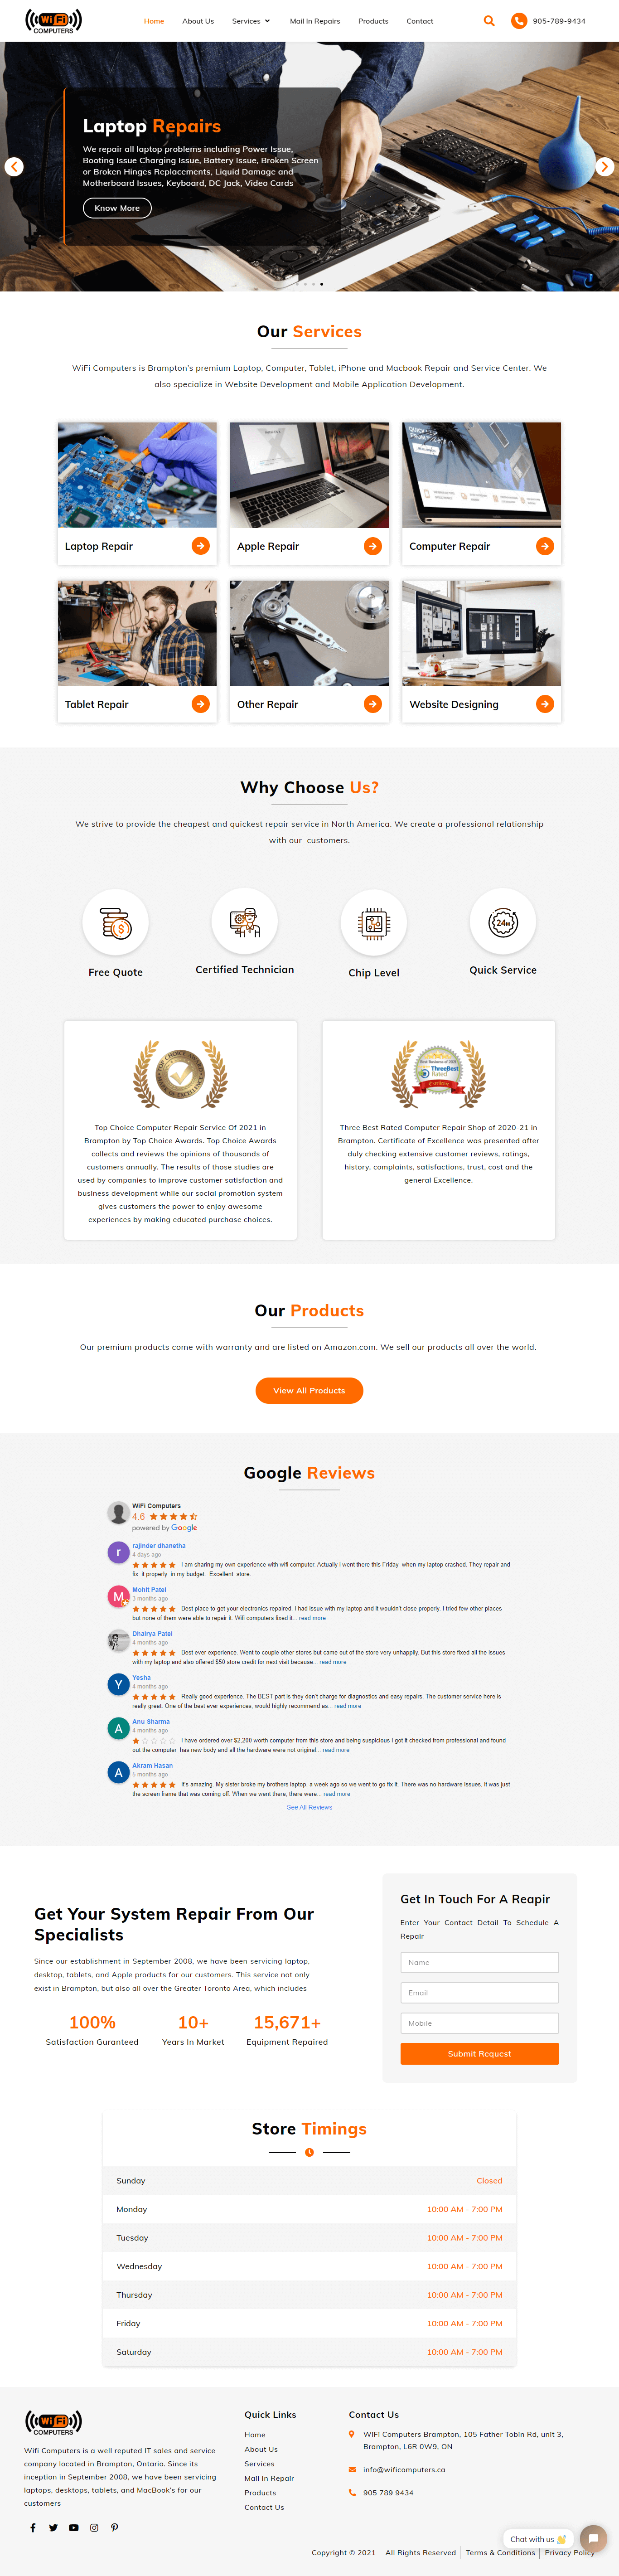 WiFi
COMPUTERS
Home
About Us
Services
Mail In Repairs
Products
Contact
905-789-9434
Laptop Repairs
We repair all laptop problems including Power Issue,
Booting Issue Charging Issue, Battery Issue, Broken Screen
or Broken Hinges Replacements, Liquid Damage and
Motherboard Issues, Keyboard, DC Jack, Video Cards
Know More
Our Services
WiFi Computers is Brampton's premium Laptop, Computer, Tablet, iPhone and Macbook Repair and Service Center. We
also specialize in Website Development and Mobile Application Development.
Laptop Repair
Apple Repair
Computer Repair
Tablet Repair
Other Repair
Website Designing
Why Choose Us?
We strive to provide the cheapest and quickest repair service in North America. We create a professional relationship
with our customers.
24H
Free Quote
Certified Technician
Chip Level
Quick Service
ThreeBest
Rated
Excellence
Top Choice Computer Repair Service Of 2021 in
Brampton by Top Choice Awards. Top Choice Awards
collects and reviews the opinions of thousands of
customers annually. The results of those studies are
used by companies to improve customer satisfaction and
business development while our social promotion system
gives customers the power to enjoy awesome
experiences by making educated purchase choices.
Three Best Rated Computer Repair Shop of 2020-21 in
Brampton. Certificate of Excellence was presented after
duly checking extensive customer reviews, ratings,
history, complaints, satisfactions, trust, cost and the
general Excellence.
Our Products
Our premium products come with warranty and are listed on Amazon.com. We sell our products all over the world.
View All Products
Google Reviews
WiFi Computers
4.6
powered by Google
r
rajinder dhanetha
4 days ago
I am sharing my own experience with wifi computer. Actually i went there this Friday when my laptop crashed. They repair and
fix it properly in my budget. Excellent store.
M
Mohit Patel
3 months ago
Best place to get your electronics repaired. I had issue with my laptop and it wouldn't close properly. I tried few other places
but none of them were able to repair it. Wifi computers fixed it... read more
Dhairya Patel
4 months ago
Best ever experience. Went to couple other stores but came out of the store very unhappily. But this store fixed all the issues
with my laptop and also offered $50 store credit for next visit because... read more
Y
Yesha
4 months ago
Really good experience. The BEST part is they don't charge for diagnostics and easy repairs. The customer service here is
really great. One of the best ever experiences, would highly recommend as... read more
A
Anu Sharma
4 months ago
I have ordered over $2,200 worth computer from this store and being suspicious I got it checked from professional and found
out the computer has new body and all the hardware were not original... read more
A
Akram Hasan
5 months ago
It's amazing. My sister broke my brothers laptop, a week ago so we went to go fix it. There was no hardware issues, it was just
the screen frame that was coming off. When we went there, there were... read more
See All Reviews
Get Your System Repair From Our
Specialists
Since our establishment in September 2008, we have been servicing laptop,
desktop, tablets, and Apple products for our customers. This service not only
exist in Brampton, but also all over the Greater Toronto Area, which includes
100%
Satisfaction Guranteed
10+
Years In Market
15,671+
Equipment Repaired
Get In Touch For A Reapir
Enter Your Contact Detail To Schedule A
Repair
Name
Email
Mobile
Submit Request
Store Timings
Sunday Closed
Monday 10:00 AM - 7:00 PM
Tuesday 10:00 AM - 7:00 PM
Wednesday 10:00 AM - 7:00 PM
Thursday 10:00 AM - 7:00 PM
Friday 10:00 AM - 7:00 PM
Saturday 10:00 AM - 7:00 PM
WiFi
COMPUTERS
Wifi Computers is a well reputed IT sales and service
company located in Brampton, Ontario. Since its
inception in September 2008, we have been servicing
laptops, desktops, tablets, and MacBook's for our
customers
Quick Links
Home
About Us
Services
Mail In Repair
Products
Contact Us
Contact Us
WiFi Computers Brampton, 105 Father Tobin Rd, unit 3,
Brampton, L6R 0W9, ON
info@wificomputers.ca
905 789 9434
Chat with us
Copyright © 2021
All Rights Reserved
Terms & Conditions
Privacy Policy